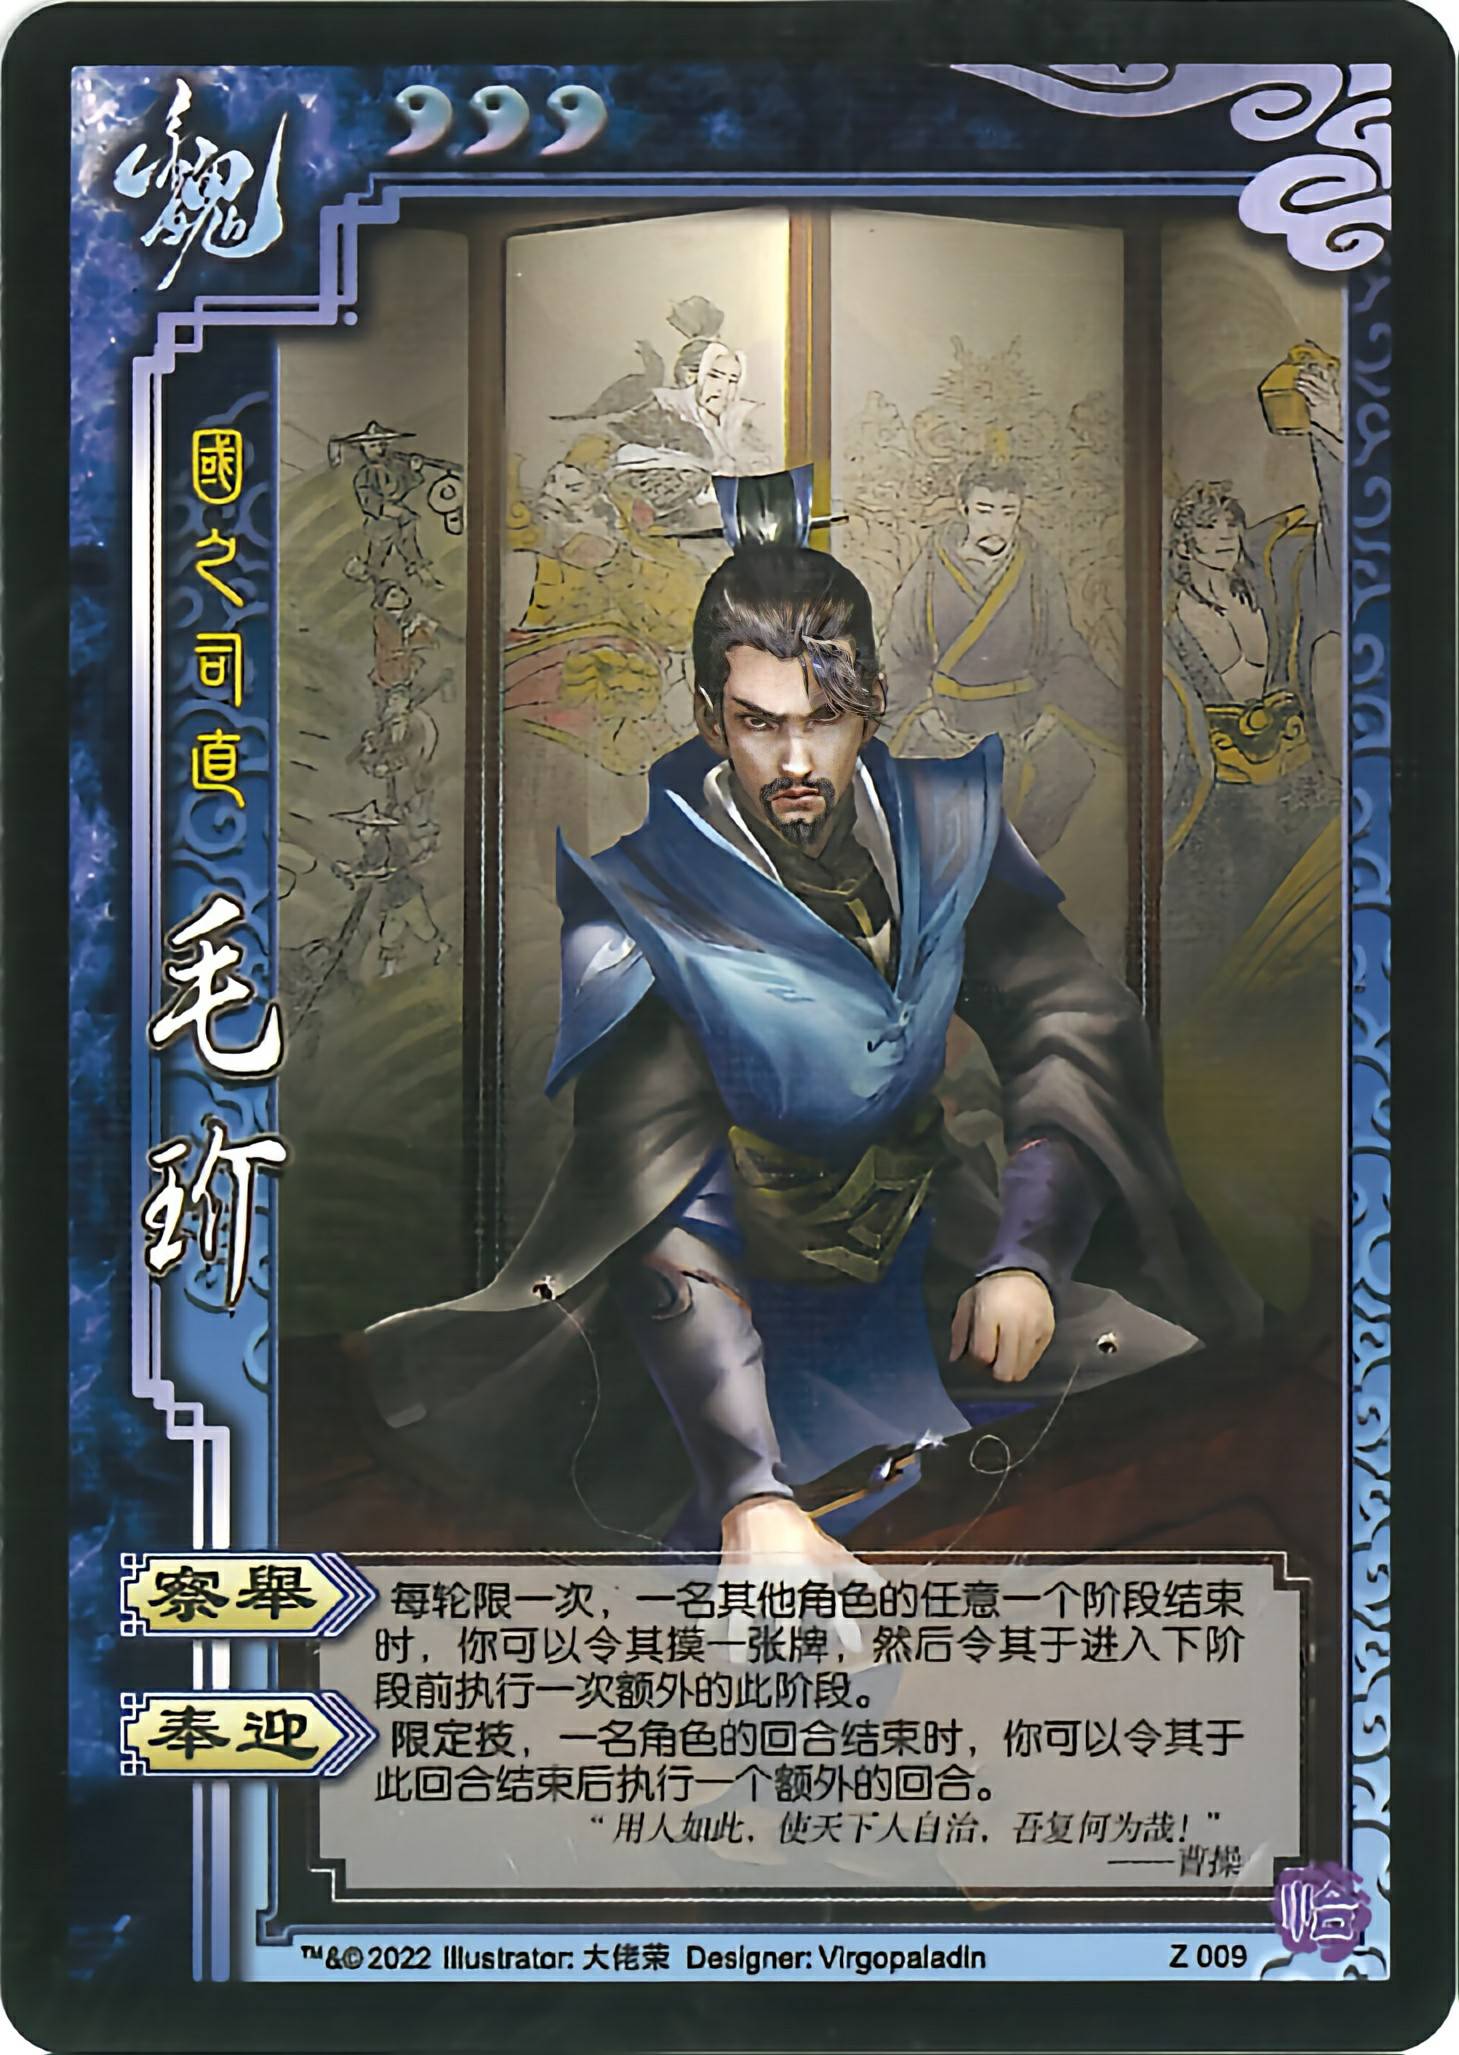 魏
國之司直
毛玠
察舉
每轮限一次，一名其他角色的任意一个阶段结束
时，你可以令其摸一张牌，然后令其于进入下阶
段前执行一次额外的此阶段。
奉迎
限定技，一名角色的回合结束时，你可以令其于
此回合结束后执行一个额外的回合。
“用人如此，使天下人自治，吾复何为哉！”
——曹操
™&©2022 Illustrator: 大佬荣 Designer: Virgopaladin
Z 009